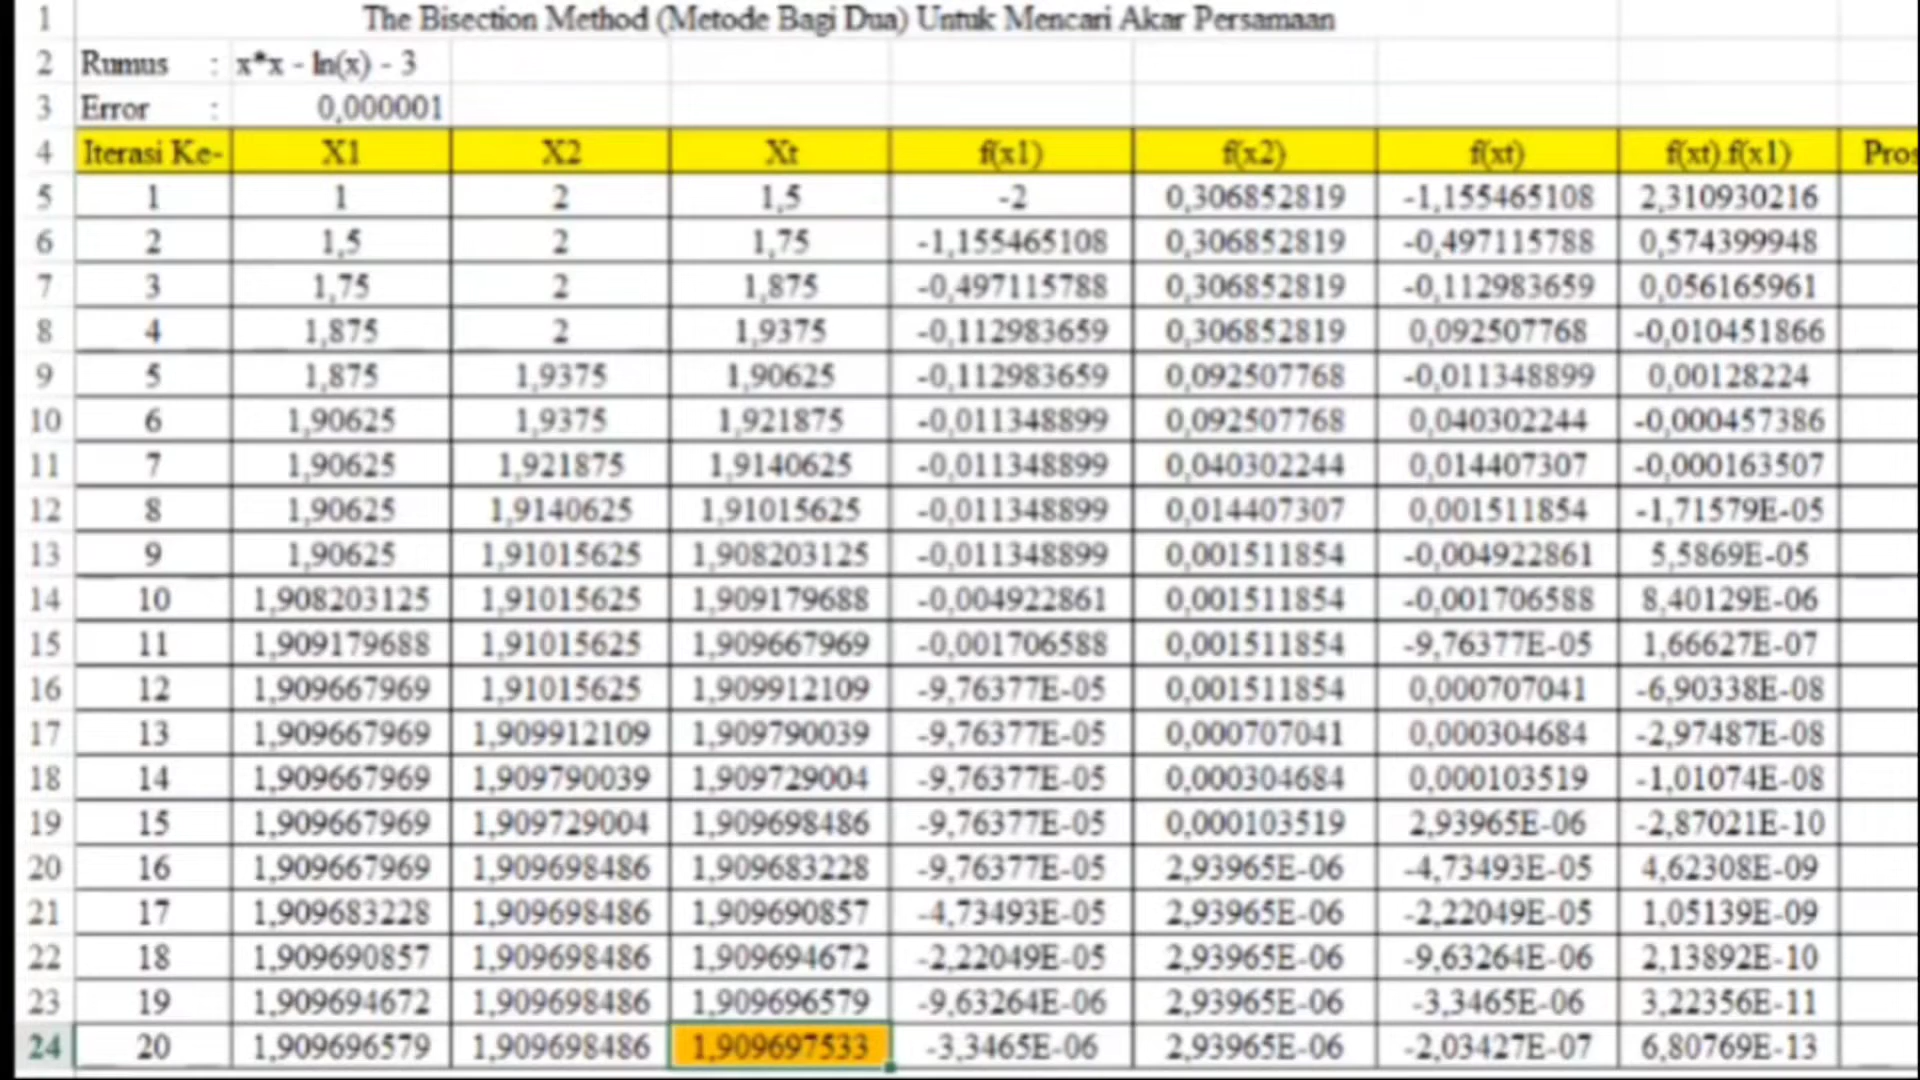 1 The Bisection Method (Metode Bagi Dua) Untuk Mencari Akar Persamaan
2 Rumus : x*x - ln(x) - 3
3 Error : 0,000001
4 Iterasi Ke- X1 X2 Xt f(x1) f(x2) f(xt) f(xt).f(x1) Pros
5 1 1 2 1,5 -2 0,306852819 -1,155465108 2,310930216
6 2 1,5 2 1,75 -1,155465108 0,306852819 -0,497115788 0,574399948
7 3 1,75 2 1,875 -0,497115788 0,306852819 -0,112983659 0,056165961
8 4 1,875 2 1,9375 -0,112983659 0,306852819 0,092507768 -0,010451866
9 5 1,875 1,9375 1,90625 -0,112983659 0,092507768 -0,011348899 0,00128224
10 6 1,90625 1,9375 1,921875 -0,011348899 0,092507768 0,040302244 -0,000457386
11 7 1,90625 1,921875 1,9140625 -0,011348899 0,040302244 0,014407307 -0,000163507
12 8 1,90625 1,9140625 1,91015625 -0,011348899 0,014407307 0,001511854 -1,71579E-05
13 9 1,90625 1,91015625 1,908203125 -0,011348899 0,001511854 -0,004922861 5,5869E-05
14 10 1,908203125 1,91015625 1,909179688 -0,004922861 0,001511854 -0,001706588 8,40129E-06
15 11 1,909179688 1,91015625 1,909667969 -0,001706588 0,001511854 -9,76377E-05 1,66627E-07
16 12 1,909667969 1,91015625 1,909912109 -9,76377E-05 0,001511854 0,000707041 -6,90338E-08
17 13 1,909667969 1,909912109 1,909790039 -9,76377E-05 0,000707041 0,000304684 -2,97487E-08
18 14 1,909667969 1,909790039 1,909729004 -9,76377E-05 0,000304684 0,000103519 -1,01074E-08
19 15 1,909667969 1,909729004 1,909698486 -9,76377E-05 0,000103519 2,93965E-06 -2,87021E-10
20 16 1,909667969 1,909698486 1,909683228 -9,76377E-05 2,93965E-06 -4,73493E-05 4,62308E-09
21 17 1,909683228 1,909698486 1,909690857 -4,73493E-05 2,93965E-06 -2,22049E-05 1,05139E-09
22 18 1,909690857 1,909698486 1,909694672 -2,22049E-05 2,93965E-06 -9,63264E-06 2,13892E-10
23 19 1,909694672 1,909698486 1,909696579 -9,63264E-06 2,93965E-06 -3,3465E-06 3,22356E-11
24 20 1,909696579 1,909698486 1,909697533 -3,3465E-06 2,93965E-06 -2,03427E-07 6,80769E-13